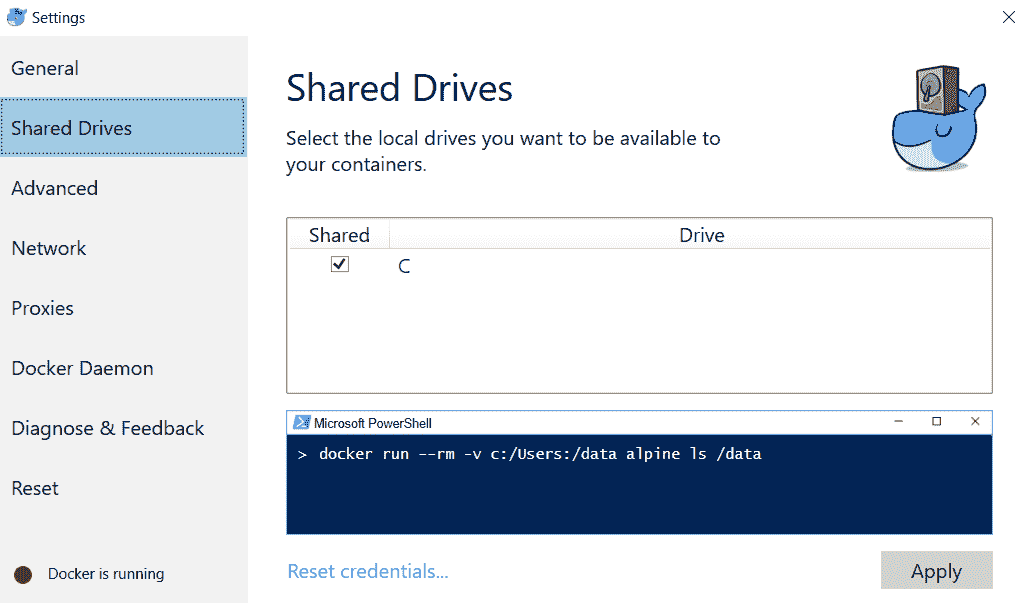 Settings
General
Shared Drives
Advanced
Network
Proxies
Docker Daemon
Diagnose & Feedback
Reset
Docker is running
Shared Drives
Select the local drives you want to be available to
your containers.
Shared Drive
C
Microsoft PowerShell
> docker run --rm -v c:/Users:/data alpine ls /data
Reset credentials...
Apply